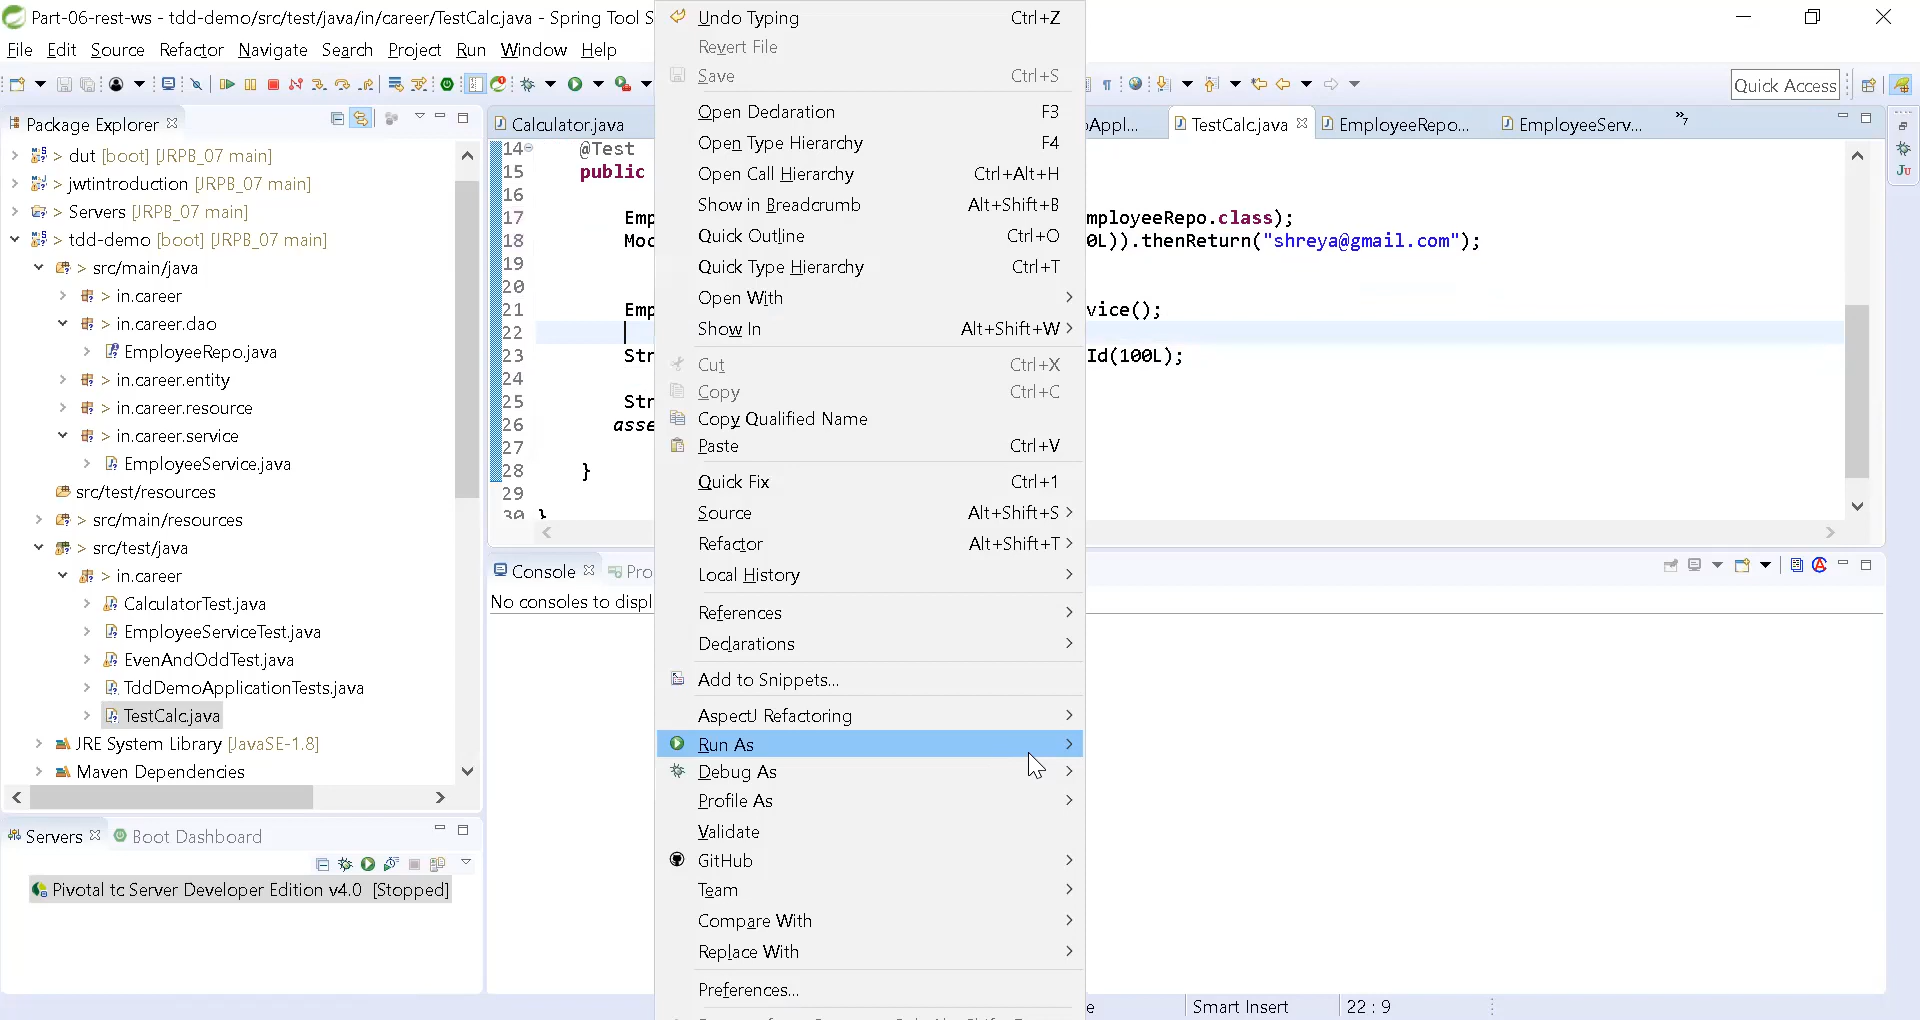 Part-06-rest-ws - tdd-demo/src/test/java/in/career/TestCalc.java - Spring Tool S
File Edit Source Refactor Navigate Search Project Run Window Help
Quick Access
Package Explorer
> dut [boot] [JRPB_07 main]
> jwtintroduction [JRPB_07 main]
> Servers [JRPB_07 main]
> tdd-demo [boot] [JRPB_07 main]
> src/main/java
> in.career
> in.career.dao
EmployeeRepo.java
> in.career.entity
> in.career.resource
> in.career.service
EmployeeService.java
src/test/resources
> src/main/resources
> src/test/java
> in.career
CalculatorTest.java
EmployeeServiceTest.java
EvenAndOddTest.java
TddDemoApplicationTests.java
TestCalc.java
JRE System Library [JavaSE-1.8]
Maven Dependencies
Servers Boot Dashboard
Pivotal tc Server Developer Edition v4.0 [Stopped]
Calculator.java
Appl... TestCalc.java EmployeeRepo... EmployeeServ... »7
14 @Test
15 public
16
17 Emp mployeeRepo.class);
18 Moc 0L)).thenReturn("shreya@gmail.com");
19
20
21 Emp vice();
22
23 Str Id(100L);
24
25 Str
26 asse
27
28 }
29
30 }
Console Pro
No consoles to displ
Undo Typing Ctrl+Z
Revert File
Save Ctrl+S
Open Declaration F3
Open Type Hierarchy F4
Open Call Hierarchy Ctrl+Alt+H
Show in Breadcrumb Alt+Shift+B
Quick Outline Ctrl+O
Quick Type Hierarchy Ctrl+T
Open With
Show In Alt+Shift+W
Cut Ctrl+X
Copy Ctrl+C
Copy Qualified Name
Paste Ctrl+V
Quick Fix Ctrl+1
Source Alt+Shift+S
Refactor Alt+Shift+T
Local History
References
Declarations
Add to Snippets...
AspectJ Refactoring
Run As
Debug As
Profile As
Validate
GitHub
Team
Compare With
Replace With
Preferences...
e Smart Insert 22 : 9